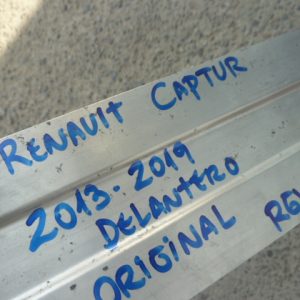 RENAULT CAPTUR
2013-2019
DELANTERO
ORIGINAL